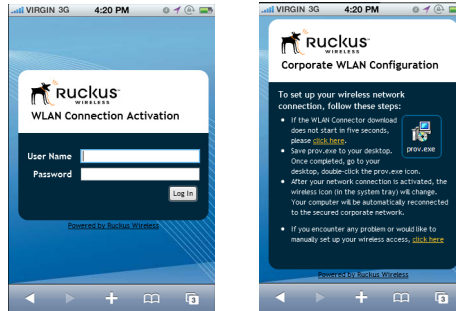 VIRGIN 3G 4:20 PM
RUCKUS
WIRELESS
WLAN Connection Activation
User Name
Password
Log In
Powered by Ruckus Wireless
3
VIRGIN 3G 4:20 PM
RUCKUS
WIRELESS
Corporate WLAN Configuration
To set up your wireless network
connection, follow these steps:
• If the WLAN Connector download
does not start in five seconds,
please click here.
prov.exe
• Save prov.exe to your desktop.
Once completed, go to your
desktop, double-click the prov.exe icon.
• After your network connection is activated, the
wireless icon (in the system tray) will change.
Your computer will be automatically reconnected
to the secured corporate network.
• If you encounter any problem or would like to
manually set up your wireless access, click here
Powered by Ruckus Wireless
3